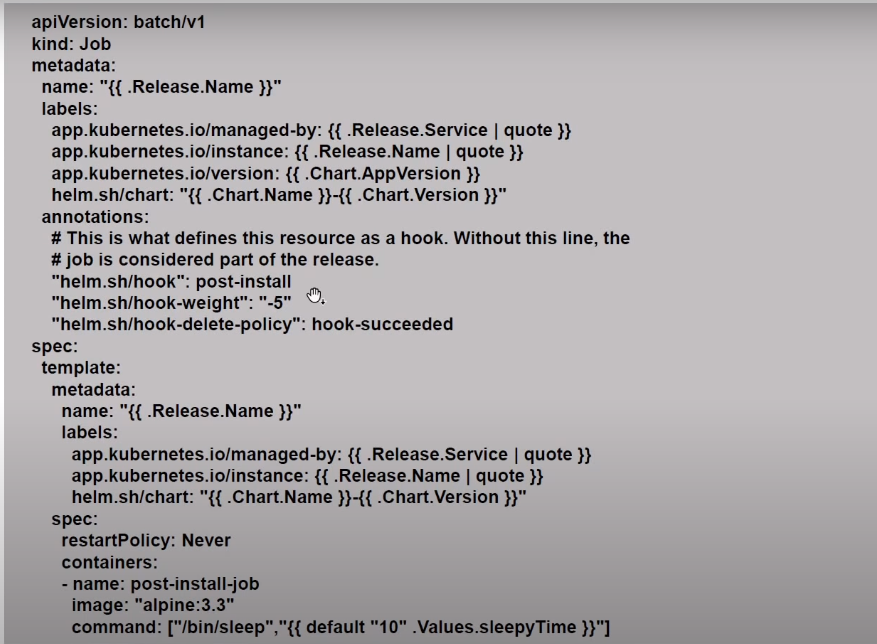 apiVersion: batch/v1
kind: Job
metadata:
  name: "{{ .Release.Name }}"
  labels:
    app.kubernetes.io/managed-by: {{ .Release.Service | quote }}
    app.kubernetes.io/instance: {{ .Release.Name | quote }}
    app.kubernetes.io/version: {{ .Chart.AppVersion }}
    helm.sh/chart: "{{ .Chart.Name }}-{{ .Chart.Version }}"
  annotations:
    # This is what defines this resource as a hook. Without this line, the
    # job is considered part of the release.
    "helm.sh/hook": post-install
    "helm.sh/hook-weight": "-5"
    "helm.sh/hook-delete-policy": hook-succeeded
spec:
  template:
    metadata:
      name: "{{ .Release.Name }}"
      labels:
        app.kubernetes.io/managed-by: {{ .Release.Service | quote }}
        app.kubernetes.io/instance: {{ .Release.Name | quote }}
        helm.sh/chart: "{{ .Chart.Name }}-{{ .Chart.Version }}"
    spec:
      restartPolicy: Never
      containers:
      - name: post-install-job
        image: "alpine:3.3"
        command: ["/bin/sleep","{{ default "10" .Values.sleepyTime }}"]